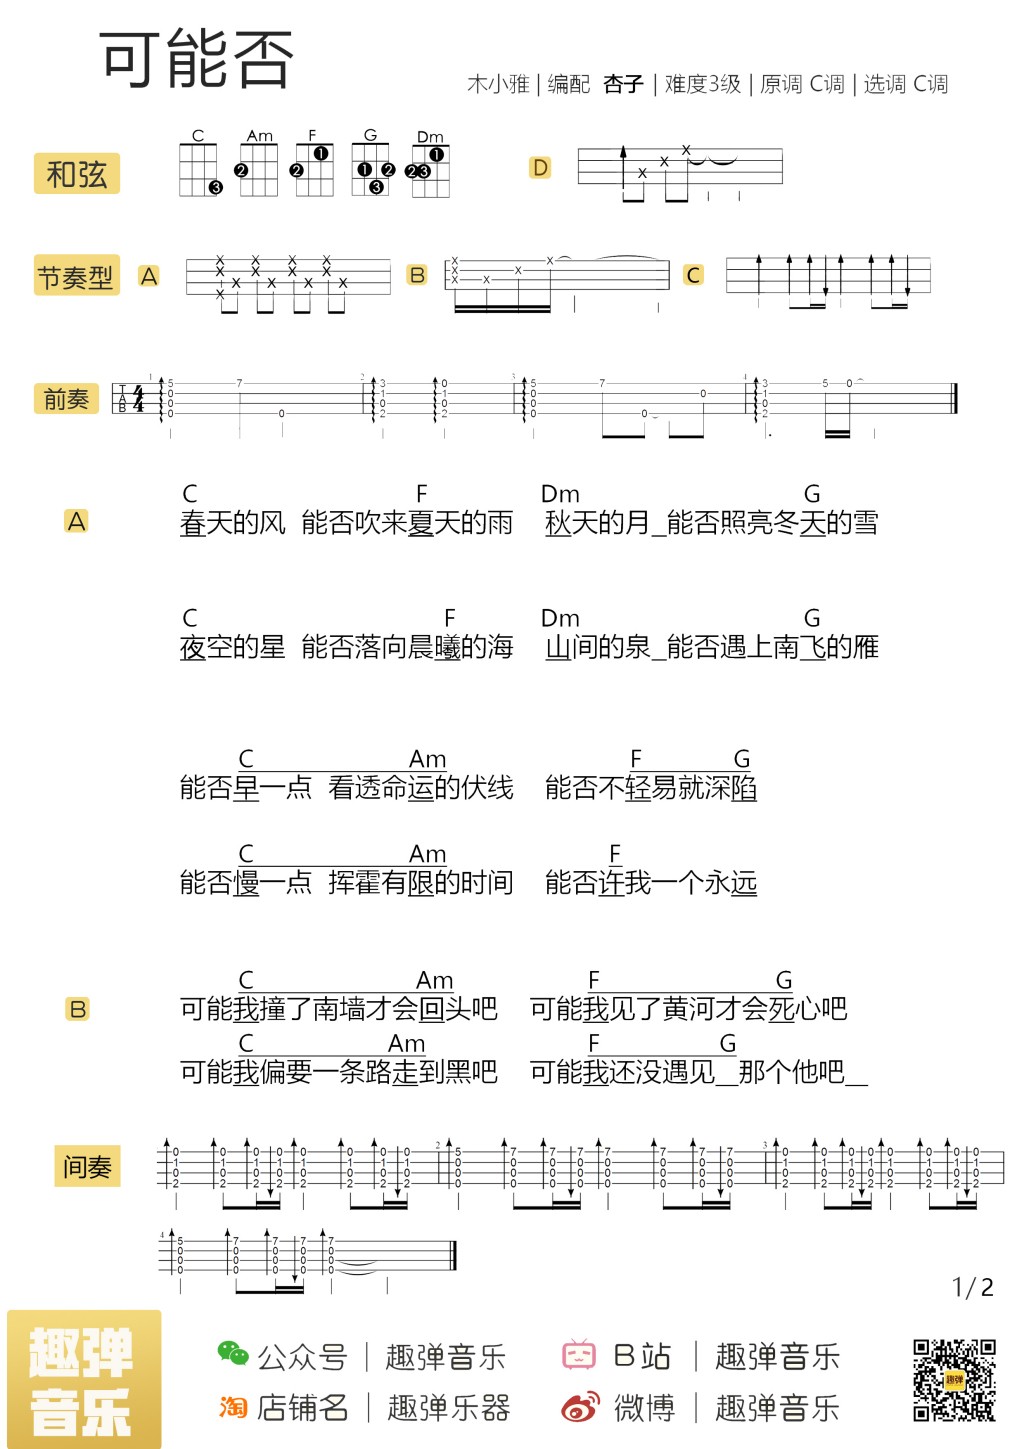 可能否
木小雅 | 编配 杏子 | 难度3级 | 原调 C调 | 选调 C调
和弦 C Am F G Dm D
节奏型 A B C
前奏
C F Dm G
A 春天的风 能否吹来夏天的雨 秋天的月_能否照亮冬天的雪
C F Dm G
夜空的星 能否落向晨曦的海 山间的泉_能否遇上南飞的雁
C Am F G
能否早一点 看透命运的伏线 能否不轻易就深陷
C Am F
能否慢一点 挥霍有限的时间 能否许我一个永远
C Am F G
B 可能我撞了南墙才会回头吧 可能我见了黄河才会死心吧
C Am F G
可能我偏要一条路走到黑吧 可能我还没遇见_那个他吧_
间奏
1/2
趣弹
音乐
公众号 | 趣弹音乐
B站 | 趣弹音乐
淘 店铺名 | 趣弹乐器
微博 | 趣弹音乐
趣弹